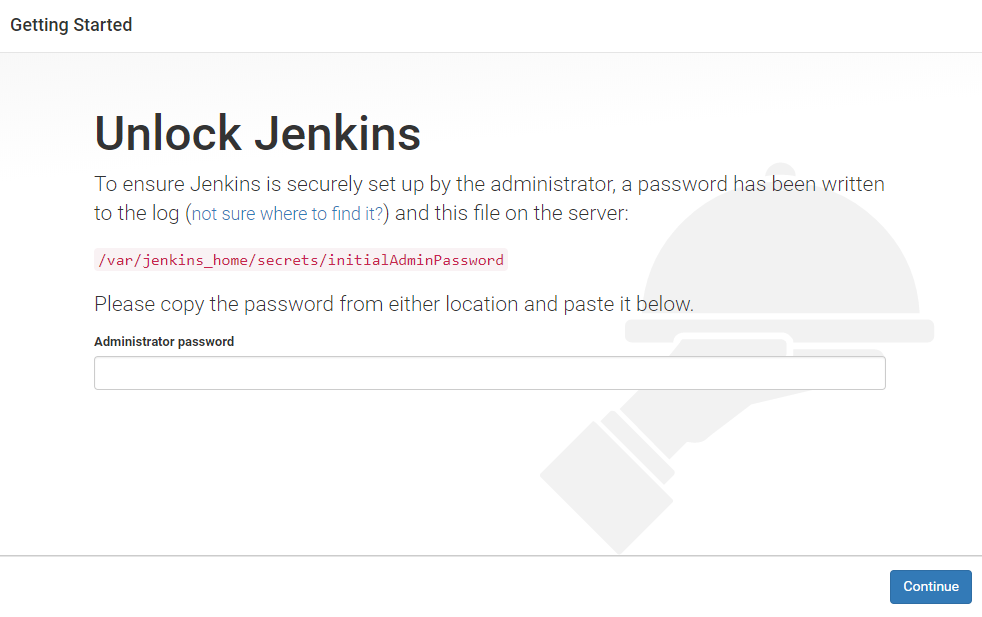 Getting Started
Unlock Jenkins
To ensure Jenkins is securely set up by the administrator, a password has been written
to the log (not sure where to find it?) and this file on the server:
/var/jenkins_home/secrets/initialAdminPassword
Please copy the password from either location and paste it below.
Administrator password
Continue